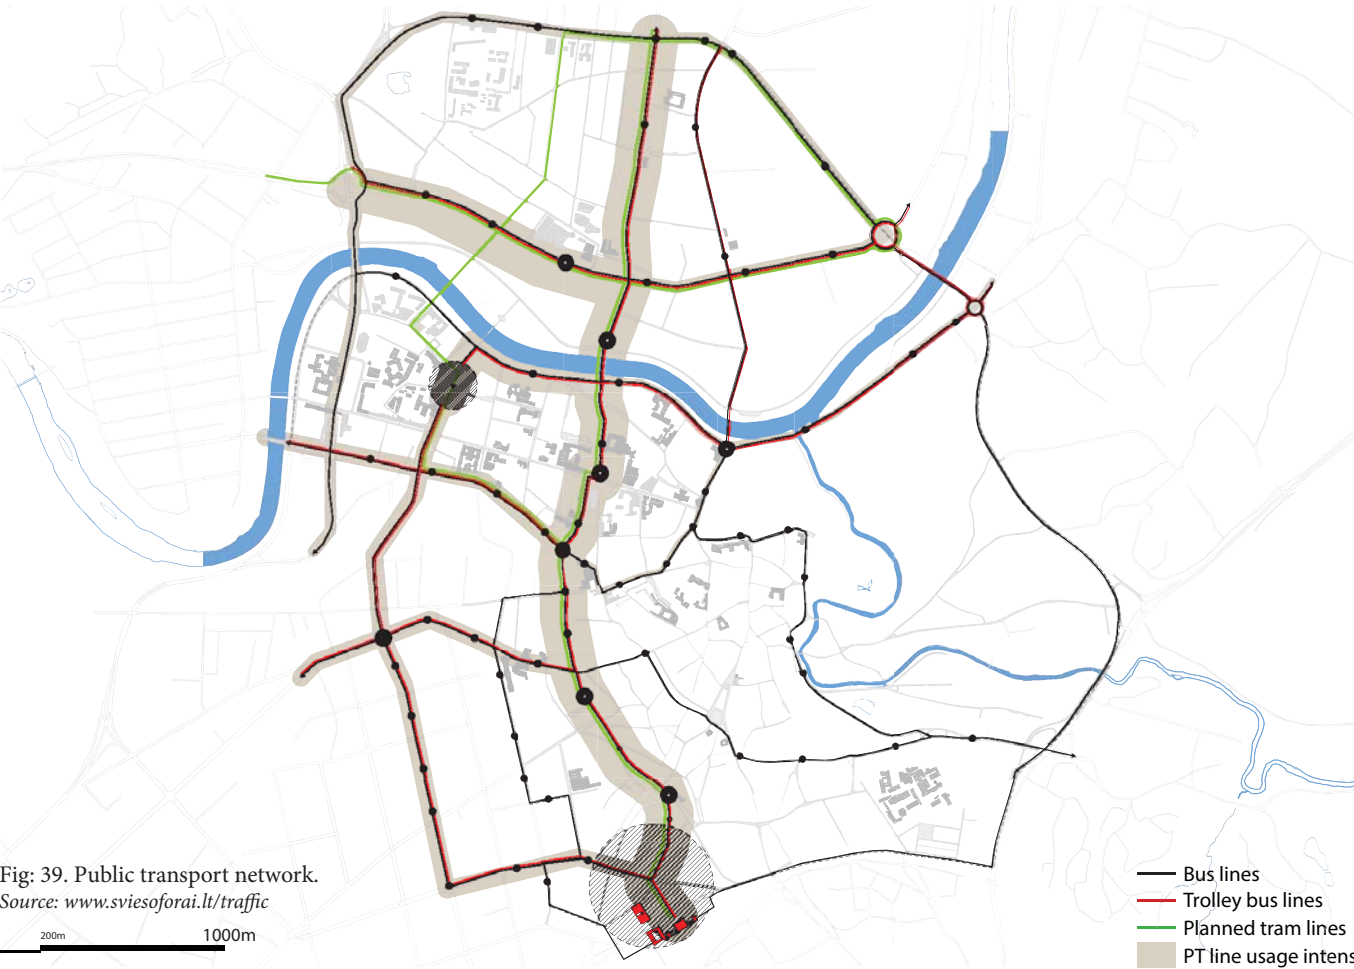 Fig: 39. Public transport network.
Source: www.sviesoforai.lt/traffic
200m
1000m
Bus lines
Trolley bus lines
Planned tram lines
PT line usage intens